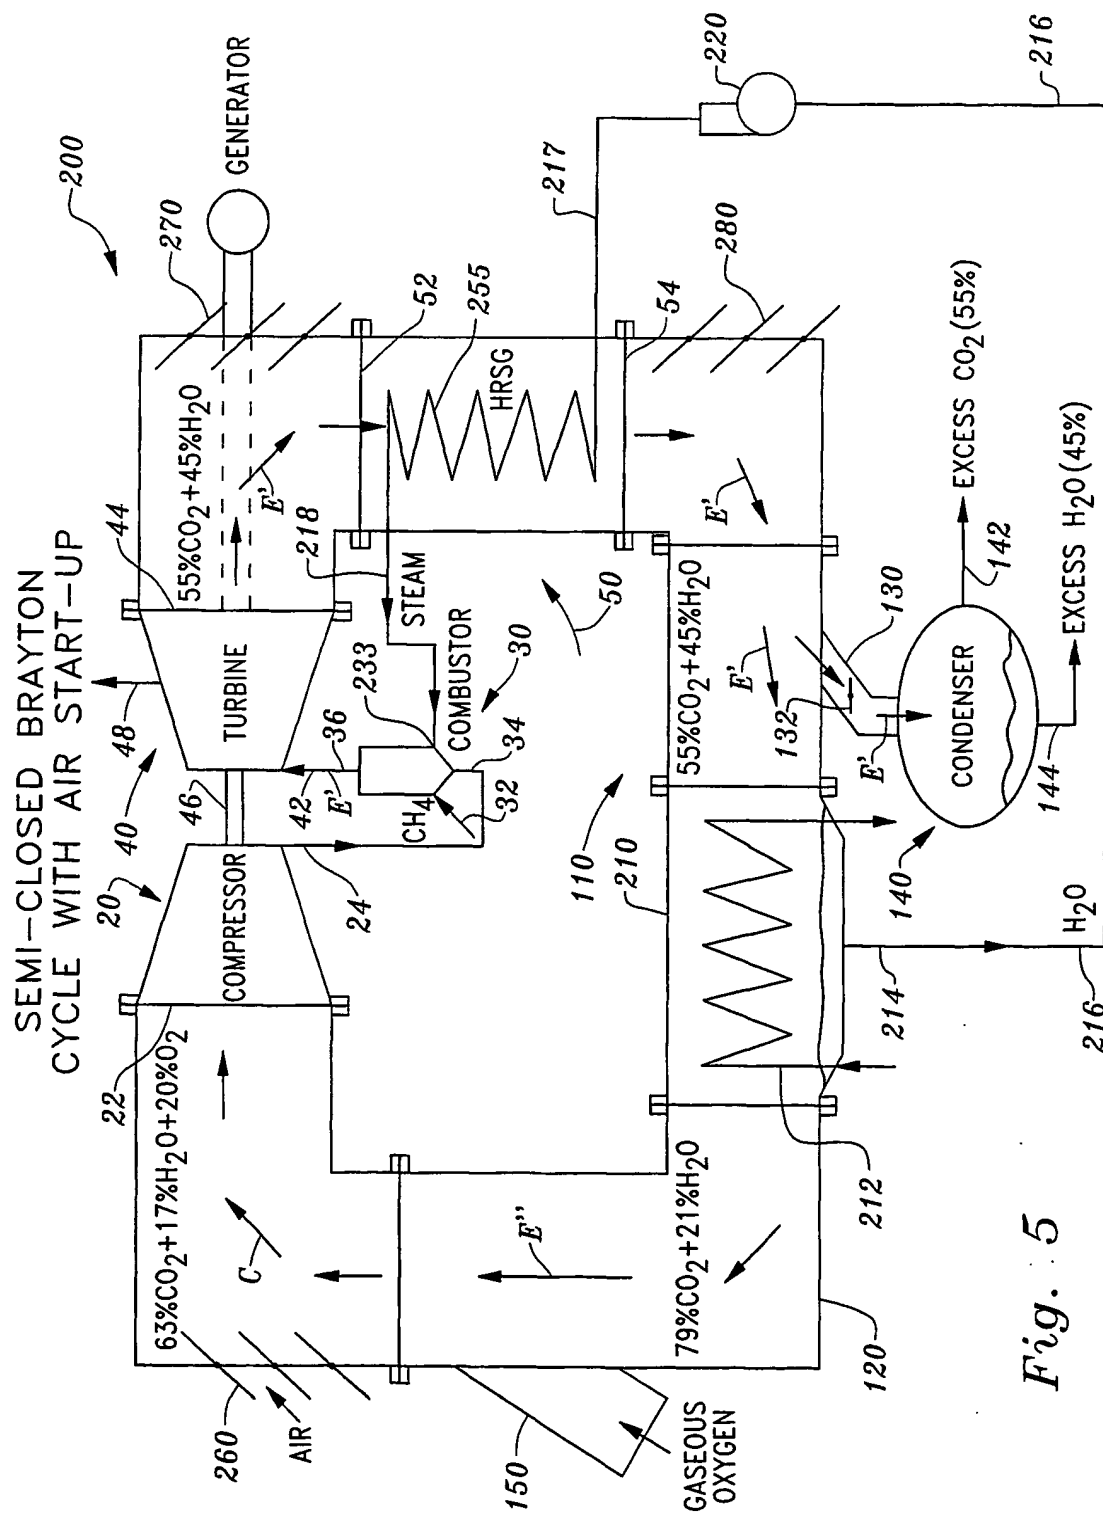 SEMI-CLOSED BRAYTON
CYCLE WITH AIR START-UP
200
260
AIR
63%CO2+17%H2O+20%O2
22
20
COMPRESSOR
46
40
48
TURBINE
44
55%CO2+45%H2O
270
GENERATOR
C
24
42
E'
36
E'
218
52
CH4
233
STEAM
255
HRSG
32
COMBUSTOR
30
34
50
217
54
220
E''
110
210
150
GASEOUS
OXYGEN
79%CO2+21%H2O
55%CO2+45%H2O
E'
E'
280
120
212
132
130
E'
140
CONDENSER
142
EXCESS CO2(55%)
214
144
EXCESS H2O(45%)
H2O
216
216
Fig. 5